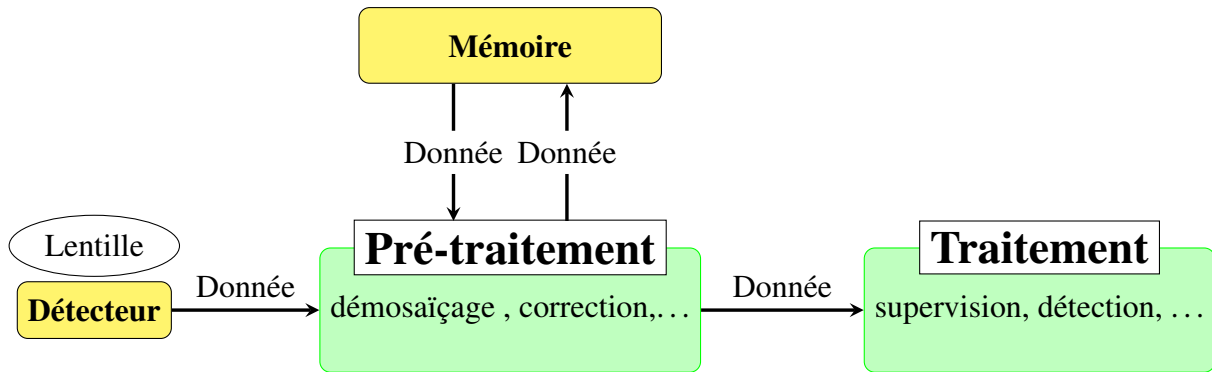 Mémoire
Donnée Donnée
Lentille
Pré-traitement
Traitement
Détecteur
Donnée
démosaïçage , correction,...
Donnée
supervision, détection, ...